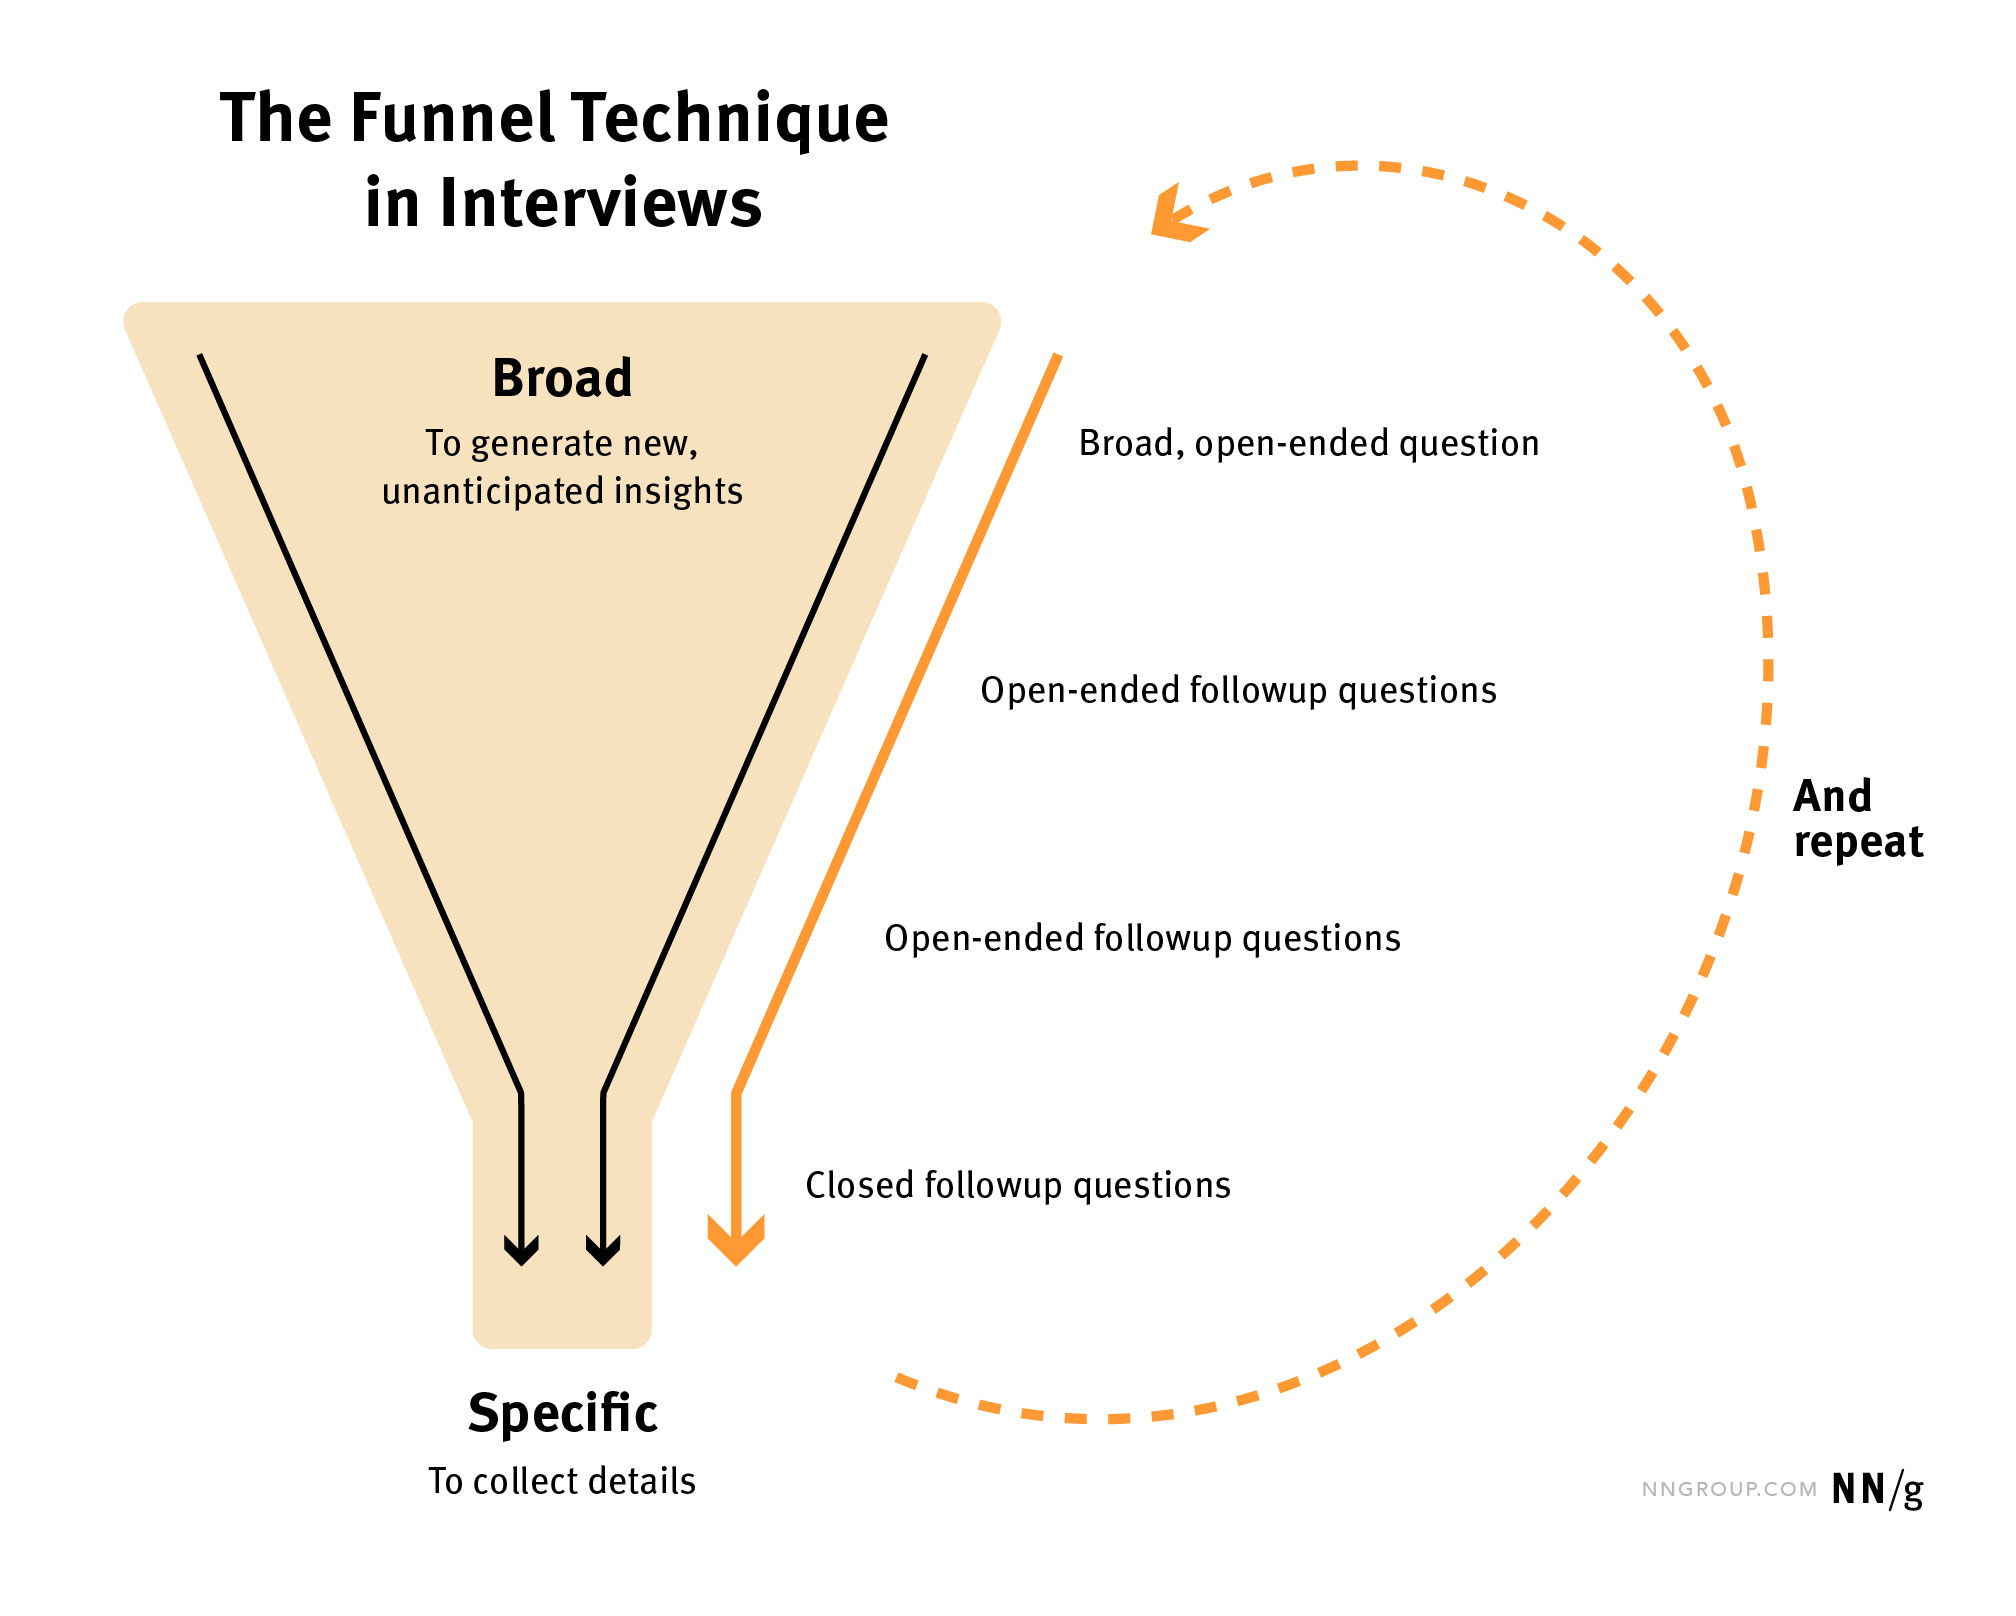 The Funnel Technique
in Interviews
Broad
To generate new,
unanticipated insights
Broad, open-ended question
Open-ended followup questions
Open-ended followup questions
Closed followup questions
And
repeat
Specific
To collect details
NNGROUP.COM NN/g